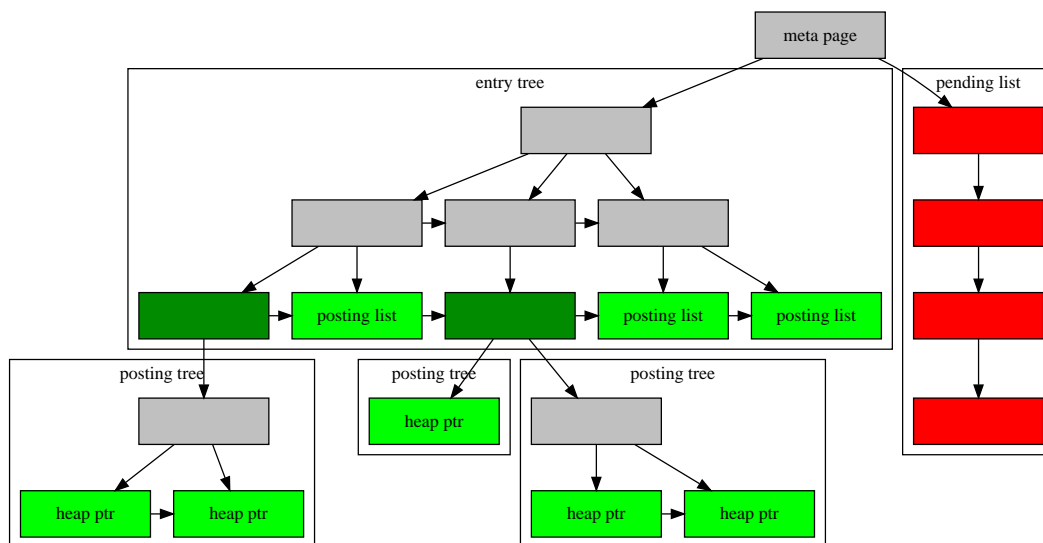 meta page
entry tree
pending list
posting list
posting list
posting list
posting tree
posting tree
posting tree
heap ptr
heap ptr
heap ptr
heap ptr
heap ptr